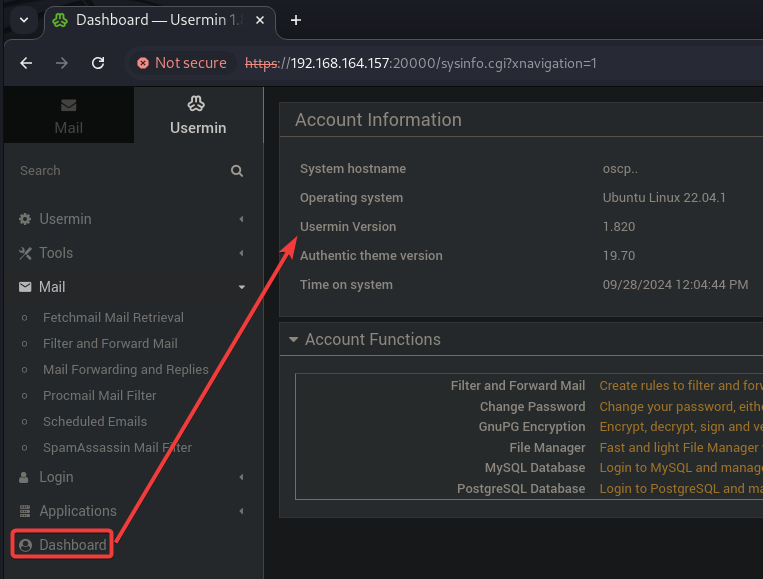 Dashboard — Usermin 1.
Not secure https://192.168.164.157:20000/sysinfo.cgi?xnavigation=1
Mail
Usermin
Search
Usermin
Tools
Mail
Fetchmail Mail Retrieval
Filter and Forward Mail
Mail Forwarding and Replies
Procmail Mail Filter
Scheduled Emails
SpamAssassin Mail Filter
Login
Applications
Dashboard
Account Information
System hostname oscp..
Operating system Ubuntu Linux 22.04.1
Usermin Version 1.820
Authentic theme version 19.70
Time on system 09/28/2024 12:04:44 PM
Account Functions
Filter and Forward Mail Create rules to filter and
Change Password Change your password,
GnuPG Encryption Encrypt, decrypt, sign and
File Manager Fast and light File Manager
MySQL Database Login to MySQL and
PostgreSQL Database Login to PostgreSQL and